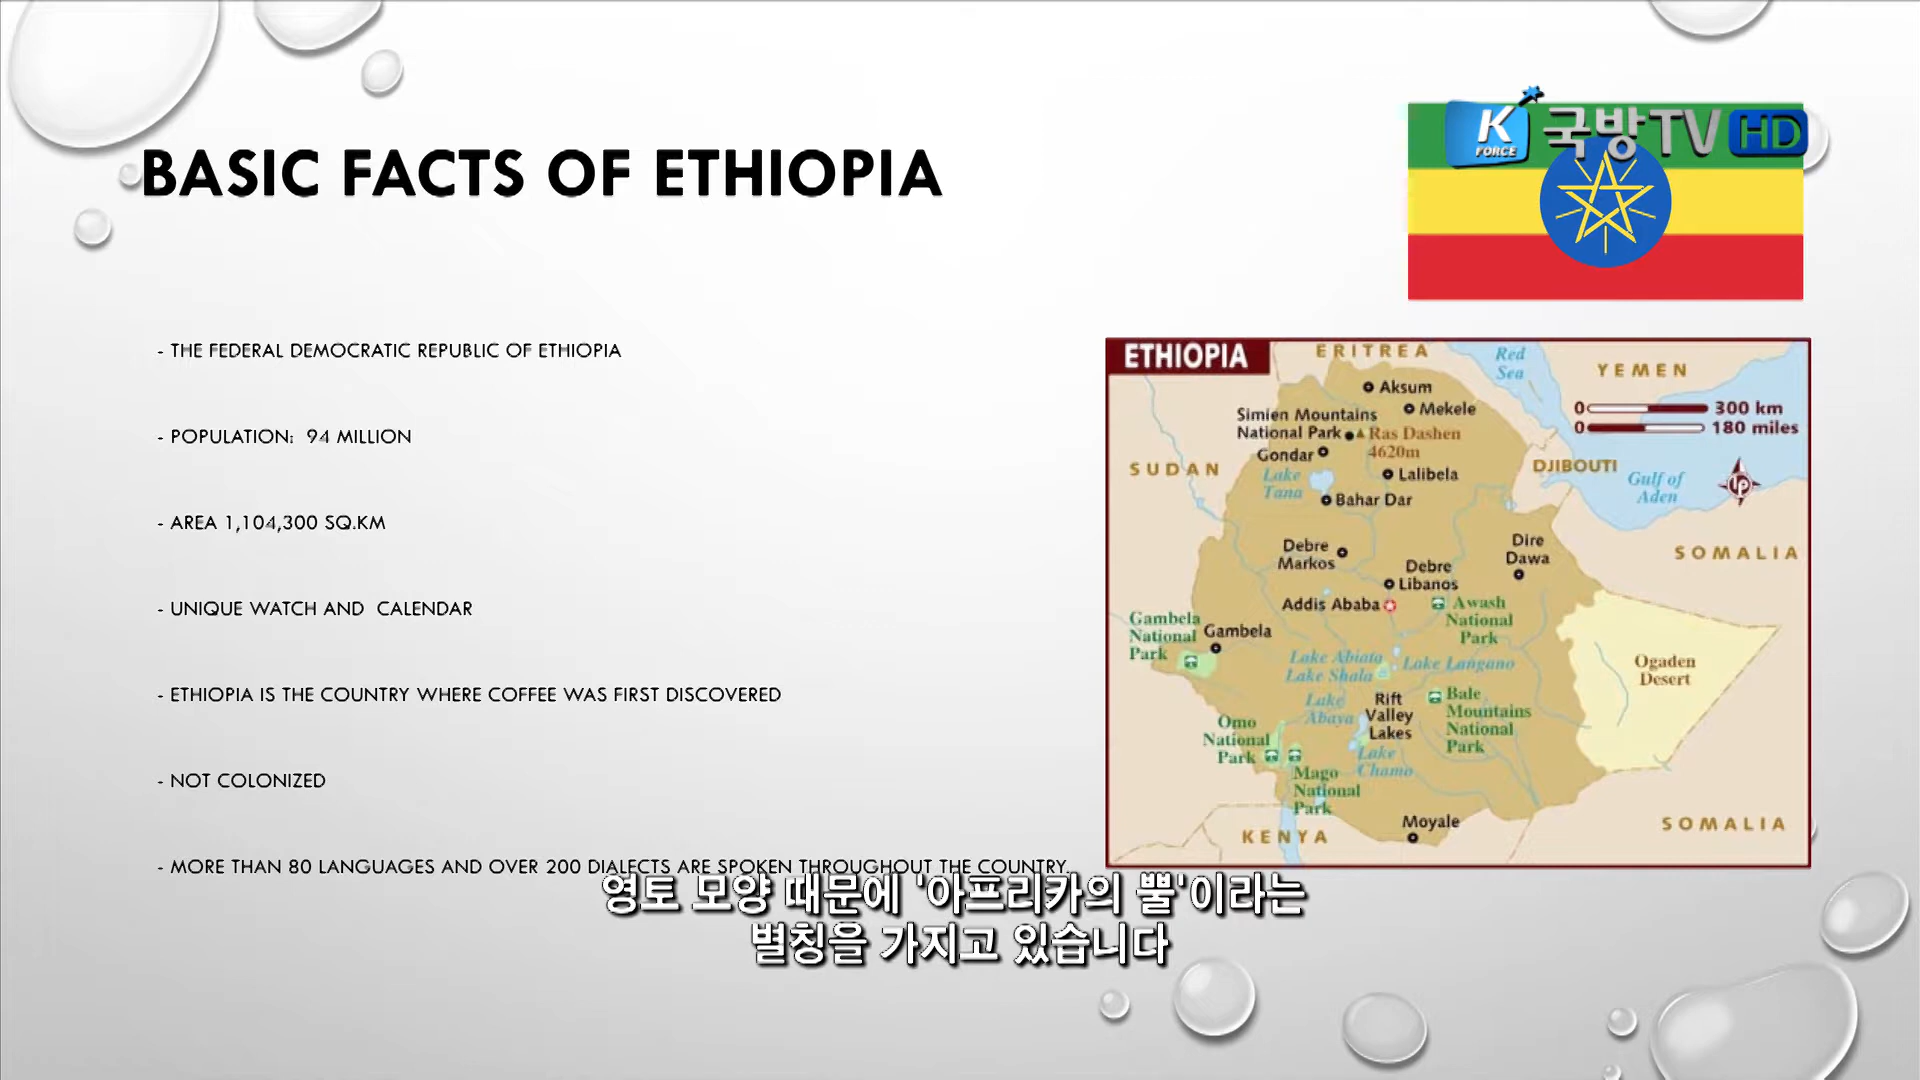 K
FORCE
국방TV HD
BASIC FACTS OF ETHIOPIA
- THE FEDERAL DEMOCRATIC REPUBLIC OF ETHIOPIA
- POPULATION: 94 MILLION
- AREA 1,104,300 SQ.KM
- UNIQUE WATCH AND CALENDAR
- ETHIOPIA IS THE COUNTRY WHERE COFFEE WAS FIRST DISCOVERED
- NOT COLONIZED
- MORE THAN 80 LANGUAGES AND OVER 200 DIALECTS ARE SPOKEN THROUGHOUT THE COUNTRY.
ETHIOPIA
ERITREA
Red
Sea
YEMEN
0 300 km
0 180 miles
Aksum
Mekele
Simien Mountains
National Park
Ras Dashen
4620m
Gondar
SUDAN
Lake
Tana
Lalibela
Bahar Dar
DJIBOUTI
Gulf of
Aden
lp
Debre
Markos
Dire
Dawa
SOMALIA
Debre
Libanos
Addis Ababa
Awash
National
Park
Gambela
National
Park
Gambela
Lake Abiata
Lake Shala
Lake Langano
Ogaden
Desert
Lake
Abaya
Rift
Valley
Lakes
Bale
Mountains
National
Park
Omo
National
Park
Lake
Chamo
Mago
National
Park
Moyale
KENYA
SOMALIA
영토 모양 때문에 '아프리카의 뿔'이라는
별칭을 가지고 있습니다